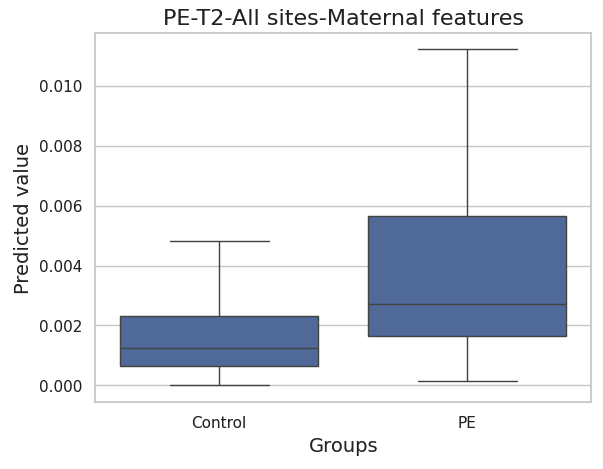 PE-T2-All sites-Maternal features
0.010
0.008
0.006
0.004
0.002
0.000
Predicted value
Control PE
Groups